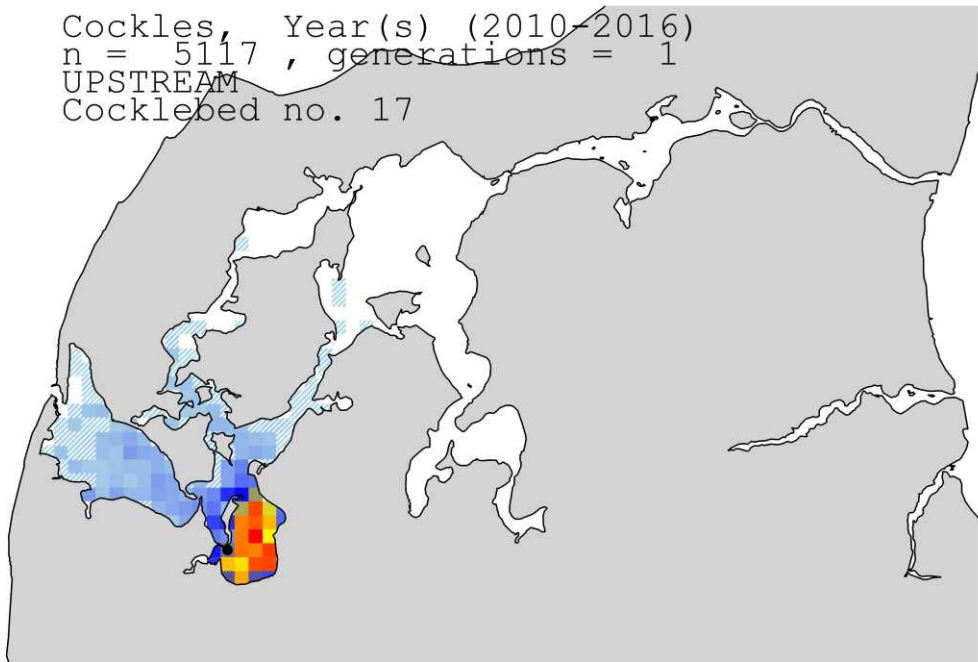 Cockles, Year(s) (2010-2016)
n = 5117 , generations = 1
UPSTREAM
Cocklebed no. 17